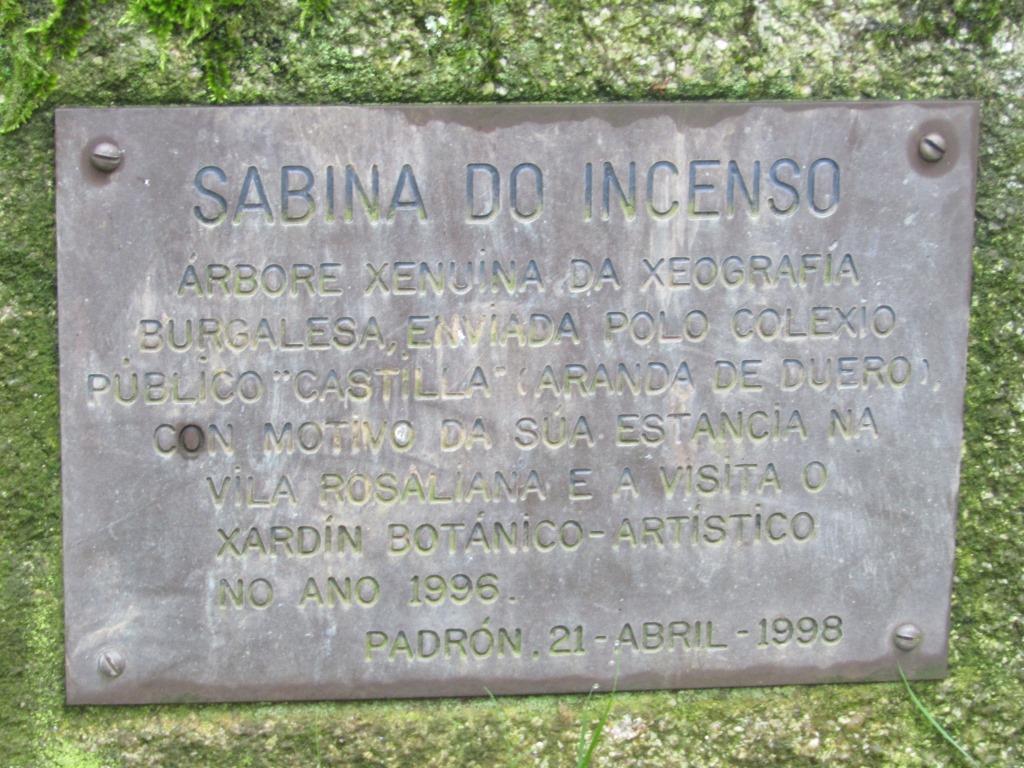 SABINA DO INCENSO
ÁRBORE XENUÍNA DA XEOGRAFÍA
BURGALESA, ENVIADA POLO COLEXIO
PÚBLICO "CASTILLA" (ARANDA DE DUERO),
CON MOTIVO DA SÚA ESTANCIA NA
VILA ROSALIANA E A VISITA O
XARDÍN BOTÁNICO-ARTÍSTICO
NO ANO 1996.
PADRÓN. 21-ABRIL-1998